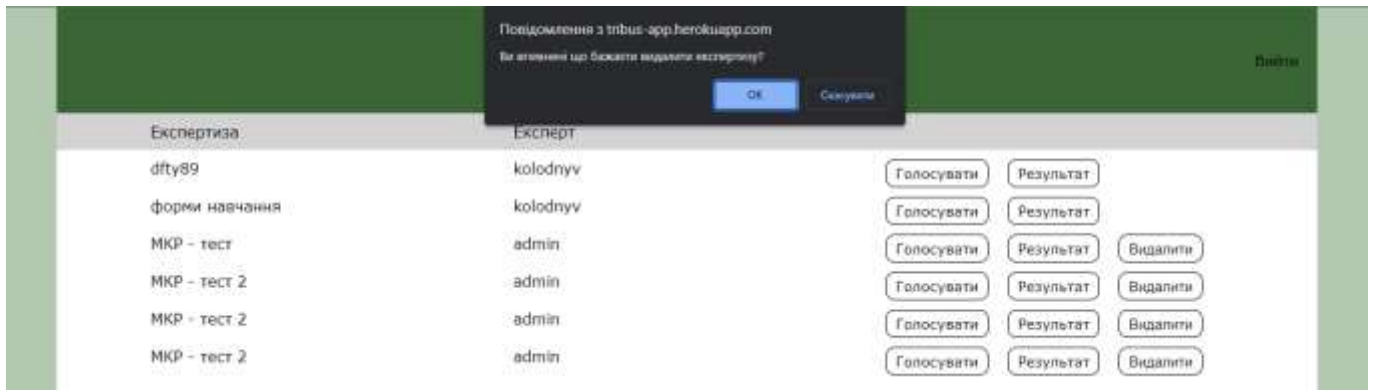 Повідомлення з tribus-app.herokuapp.com
Ви впевнені що бажаєте видалити експертизу?
ОК Скасувати
Вийти
Експертиза Експерт
dfty89 kolodnyv Голосувати Результат
форми навчання kolodnyv Голосувати Результат
МКР - тест admin Голосувати Результат Видалити
МКР - тест 2 admin Голосувати Результат Видалити
МКР - тест 2 admin Голосувати Результат Видалити
МКР - тест 2 admin Голосувати Результат Видалити